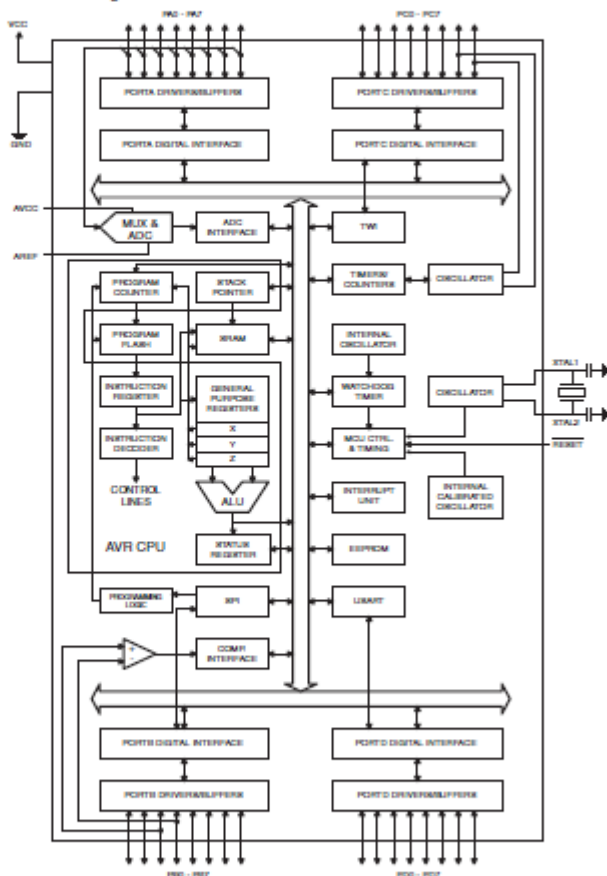 PA0 - PA7
PC0 - PC7
VCC
PORTA DRIVERS/BUFFERS
PORTC DRIVERS/BUFFERS
GND
PORTA DIGITAL INTERFACE
PORTC DIGITAL INTERFACE
AVCC
MUX &
ADC
ADC
INTERFACE
TWI
AREF
PROGRAM
COUNTER
STACK
POINTER
TIMERS/
COUNTERS
OSCILLATOR
PROGRAM
FLASH
SRAM
INTERNAL
OSCILLATOR
XTAL1
INSTRUCTION
REGISTER
GENERAL
PURPOSE
REGISTERS
WATCHDOG
TIMER
OSCILLATOR
XTAL2
X
INSTRUCTION
DECODER
Y
Z
MCU CTRL.
& TIMING
RESET
CONTROL
LINES
ALU
INTERRUPT
UNIT
INTERNAL
CALIBRATED
OSCILLATOR
AVR CPU
STATUS
REGISTER
EEPROM
PROGRAMMING
LOGIC
SPI
USART
+
-
COMP.
INTERFACE
PORTB DIGITAL INTERFACE
PORTD DIGITAL INTERFACE
PORTB DRIVERS/BUFFERS
PORTD DRIVERS/BUFFERS